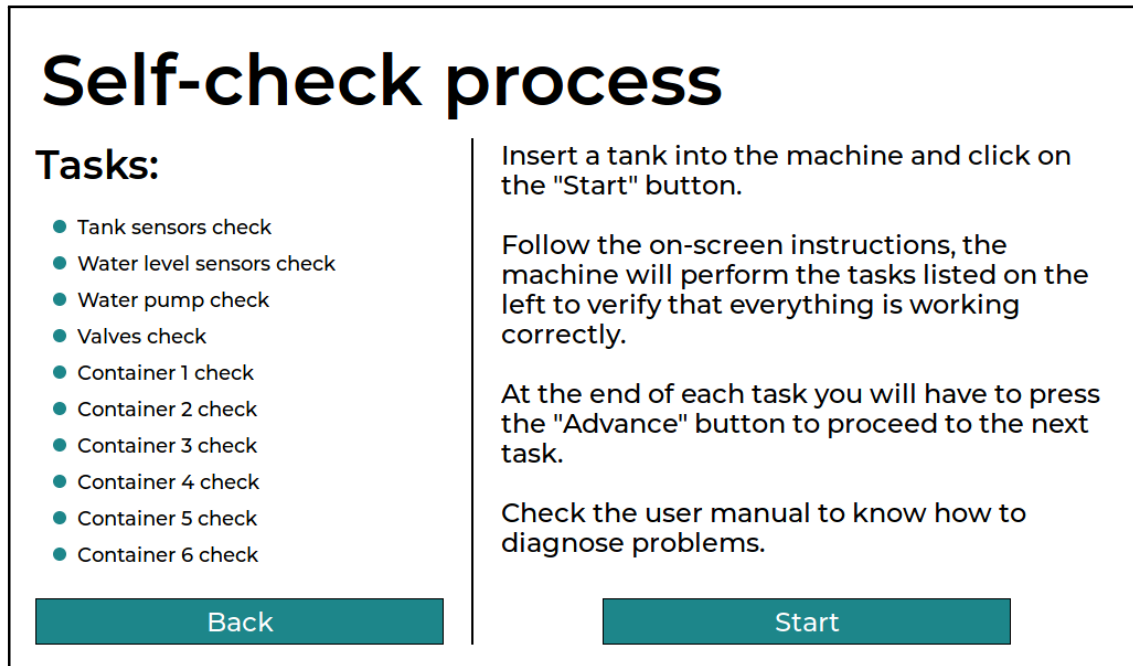 Self-check process
Tasks:
Tank sensors check
Water level sensors check
Water pump check
Valves check
Container 1 check
Container 2 check
Container 3 check
Container 4 check
Container 5 check
Container 6 check
Back
Insert a tank into the machine and click on
the "Start" button.
Follow the on-screen instructions, the
machine will perform the tasks listed on the
left to verify that everything is working
correctly.
At the end of each task you will have to press
the "Advance" button to proceed to the next
task.
Check the user manual to know how to
diagnose problems.
Start